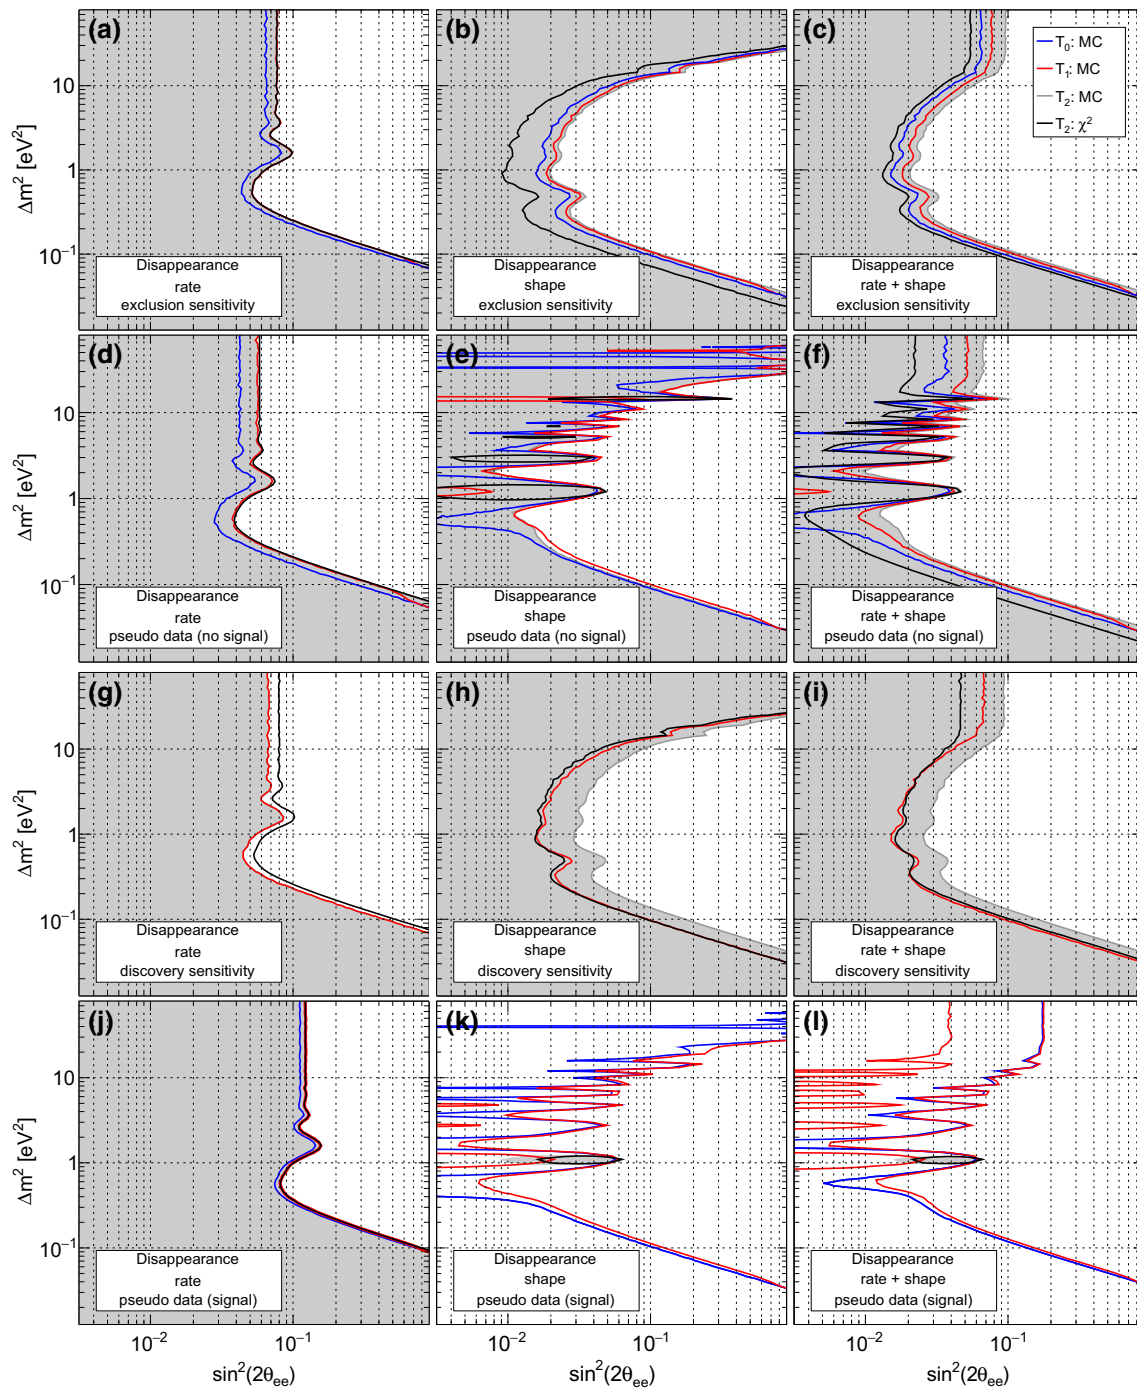 (a)
(b)
(c)
T₀: MC
T₁: MC
T₂: MC
T₂: χ²
Δm² [eV²]
10
1
10⁻¹
Disappearance
rate
exclusion sensitivity
Disappearance
shape
exclusion sensitivity
Disappearance
rate + shape
exclusion sensitivity
(d)
(e)
(f)
Δm² [eV²]
10
1
10⁻¹
Disappearance
rate
pseudo data (no signal)
Disappearance
shape
pseudo data (no signal)
Disappearance
rate + shape
pseudo data (no signal)
(g)
(h)
(i)
Δm² [eV²]
10
1
10⁻¹
Disappearance
rate
discovery sensitivity
Disappearance
shape
discovery sensitivity
Disappearance
rate + shape
discovery sensitivity
(j)
(k)
(l)
Δm² [eV²]
10
1
10⁻¹
Disappearance
rate
pseudo data (signal)
Disappearance
shape
pseudo data (signal)
Disappearance
rate + shape
pseudo data (signal)
10⁻² 10⁻¹
10⁻² 10⁻¹
10⁻² 10⁻¹
sin²(2θee)
sin²(2θee)
sin²(2θee)